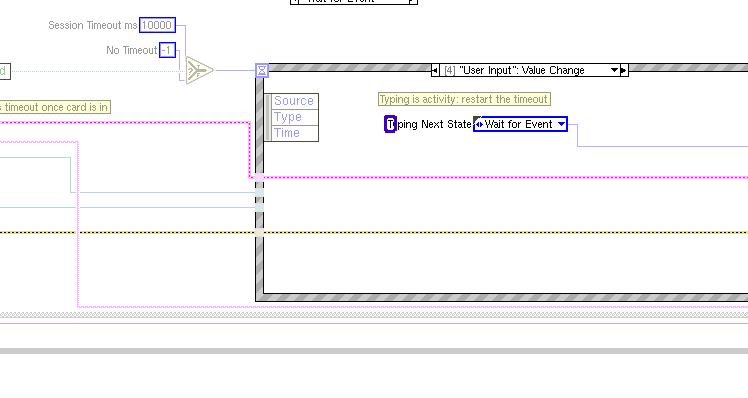 Wait for Event
Session Timeout ms 10000
No Timeout -1
d
? T F
[4] "User Input": Value Change
s timeout once card is in
Source
Type
Time
Typing is activity: restart the timeout
Typing Next State Wait for Event